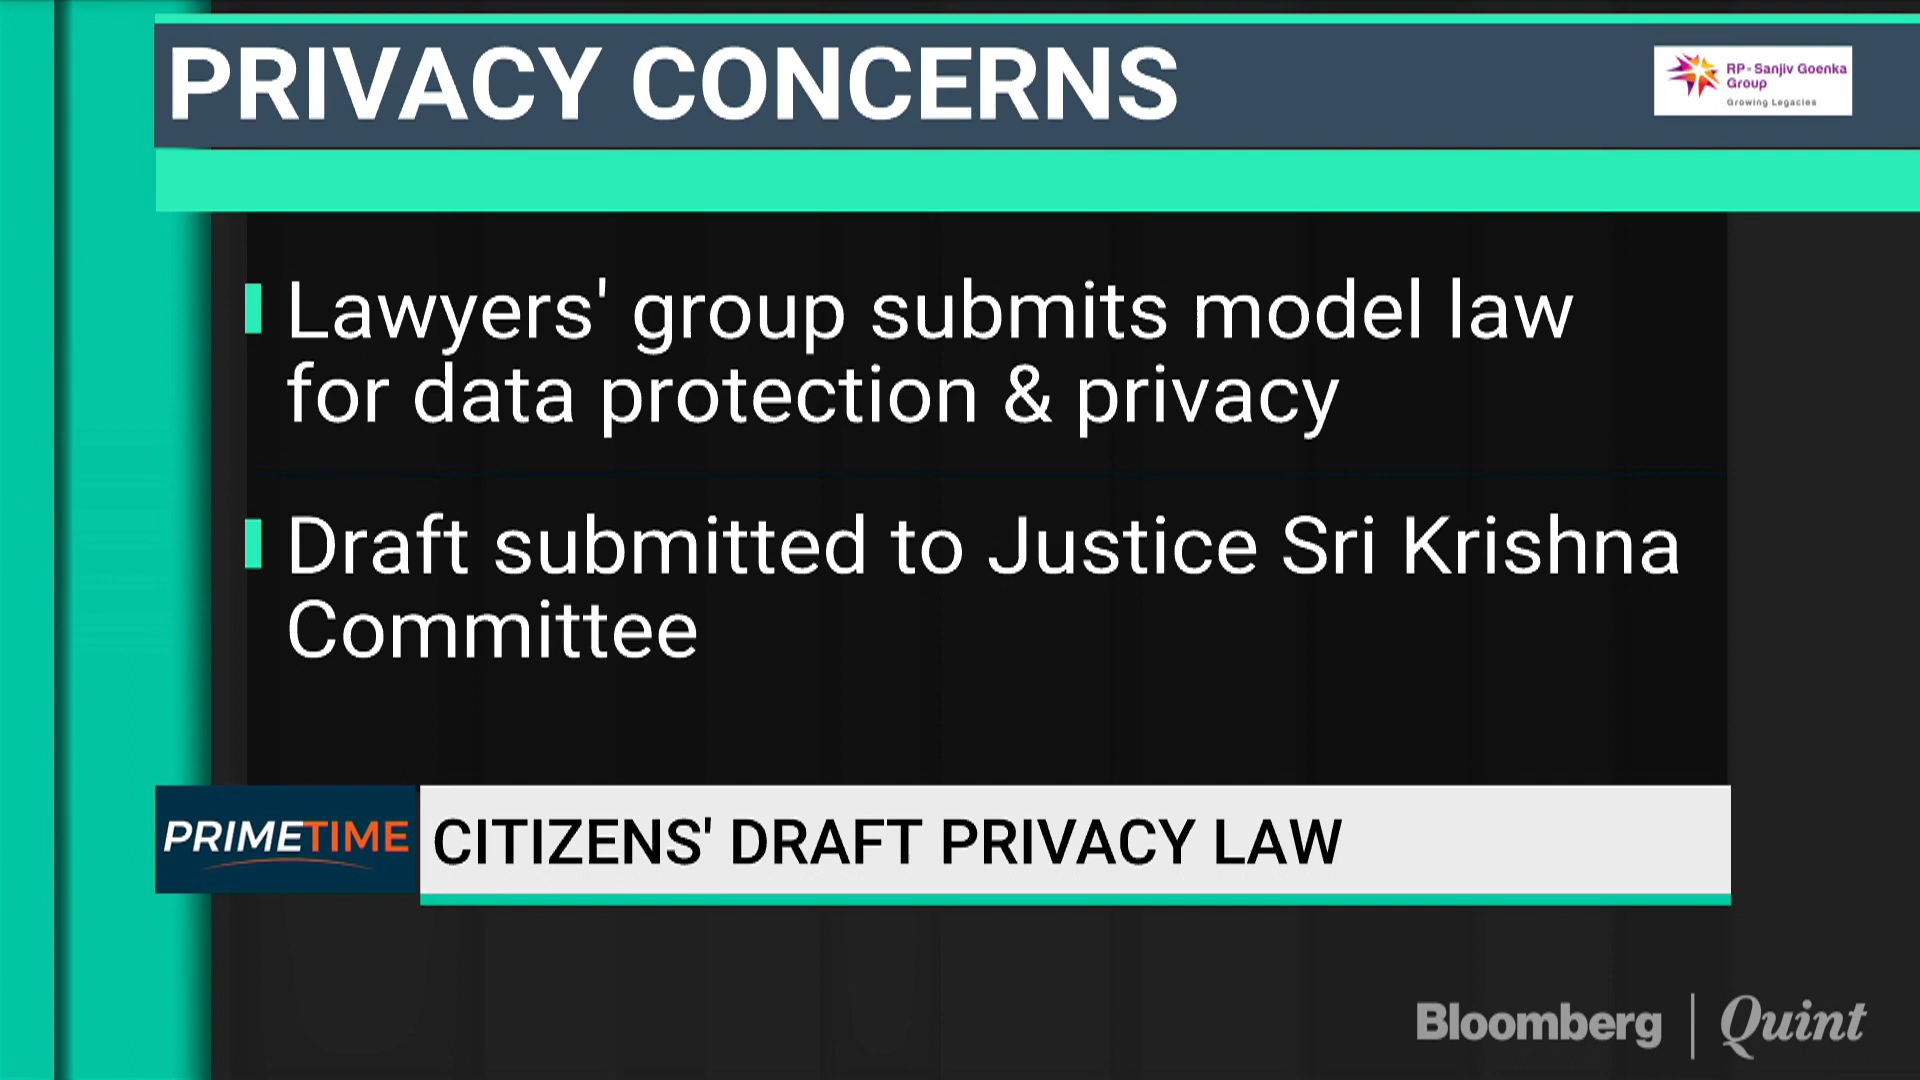 PRIVACY CONCERNS
RP-Sanjiv Goenka
Group
Growing Legacies
Lawyers' group submits model law
for data protection & privacy
Draft submitted to Justice Sri Krishna
Committee
PRIMETIME
CITIZENS' DRAFT PRIVACY LAW
Bloomberg | Quint